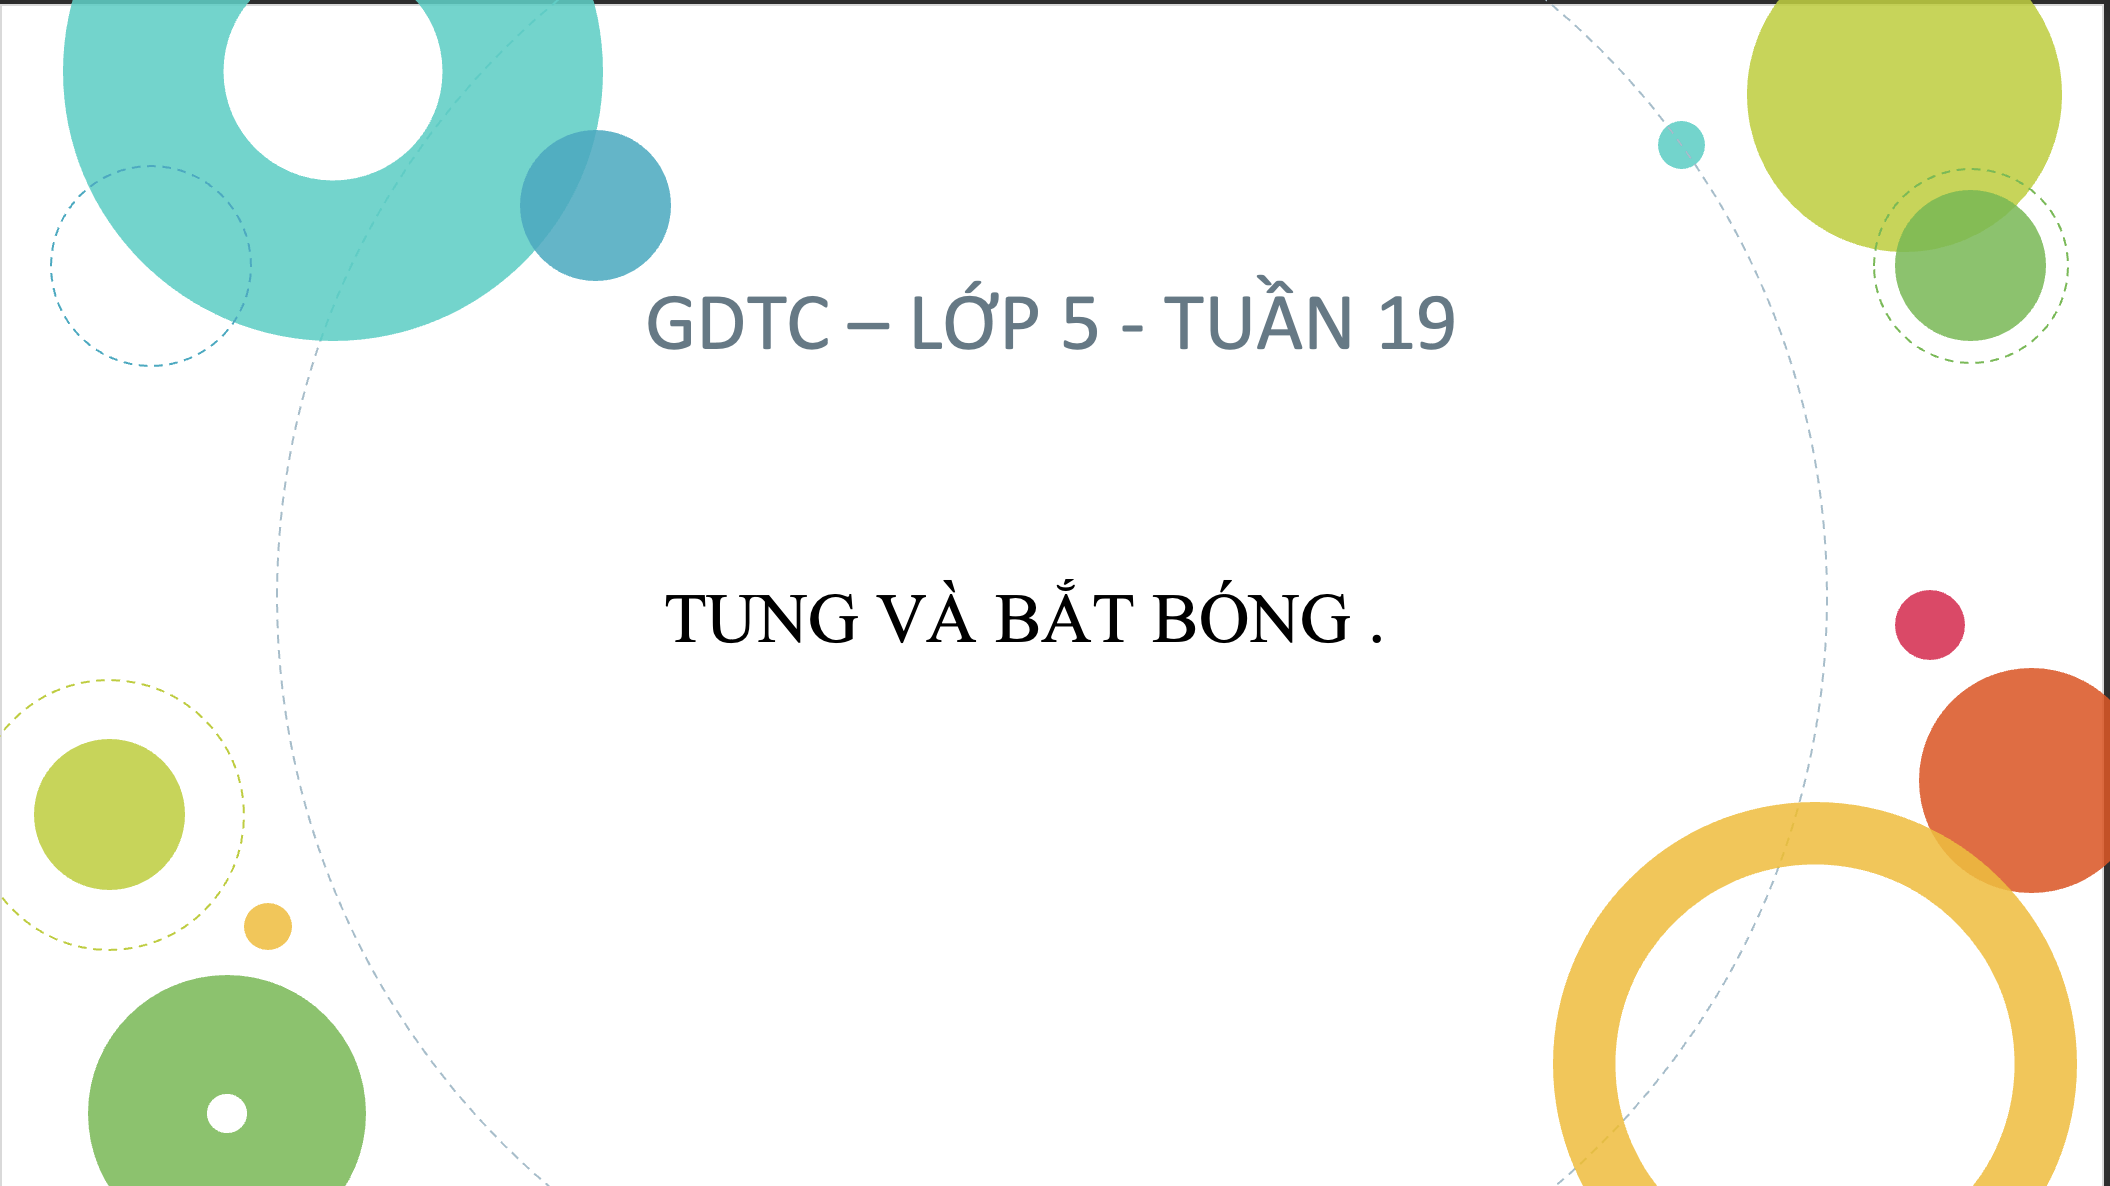 GDTC – LỚP 5 - TUẦN 19
TUNG VÀ BẮT BÓNG .